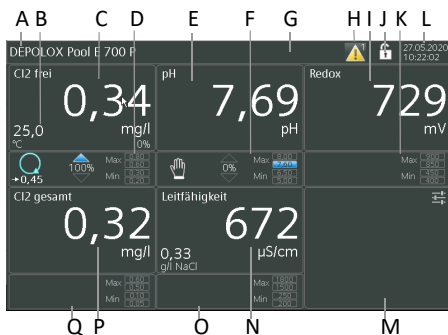 A B C D E F G H I J K L
DEPOLOX Pool E 700 P
27.05.2020
10:22:02
Cl2 frei
0,34
mg/l
25,0
°C
0%
pH
7,69
pH
Redox
729
mV
→0,45
100%
Max
Min
0%
Max
Min
Max
Min
Cl2 gesamt
0,32
mg/l
Max
Min
Leitfähigkeit
672
µS/cm
0,33
g/l NaCl
Max
Min
Q P O N M